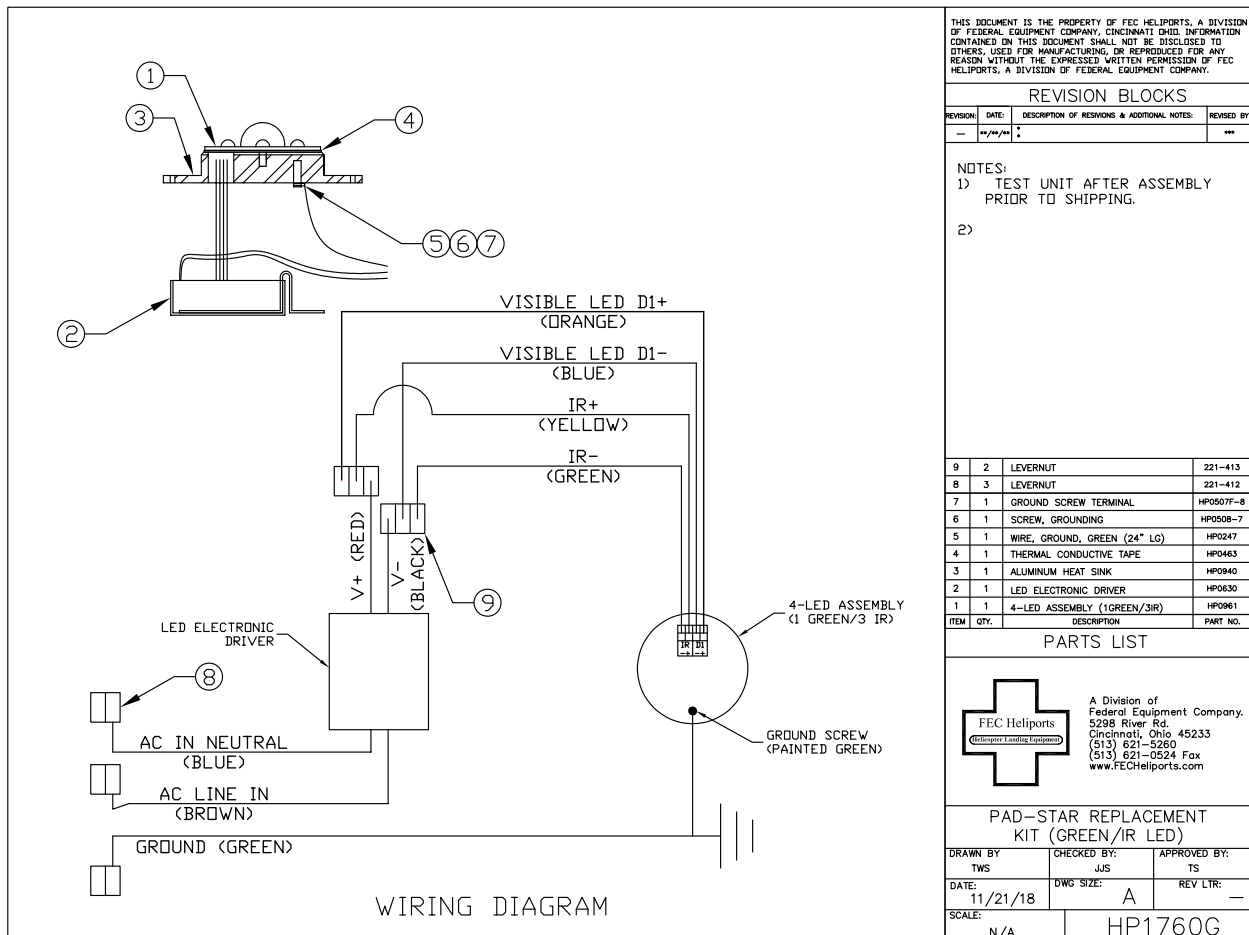 1
3
4
5 6 7
2
VISIBLE LED D1+
(ORANGE)
VISIBLE LED D1-
(BLUE)
IR+
(YELLOW)
IR-
(GREEN)
V+ (RED)
V-
(BLACK)
9
LED ELECTRONIC
DRIVER
8
AC IN NEUTRAL
(BLUE)
AC LINE IN
(BROWN)
GROUND (GREEN)
4-LED ASSEMBLY
(1 GREEN/3 IR)
IR D1
-+ -+
GROUND SCREW
(PAINTED GREEN)
WIRING DIAGRAM
THIS DOCUMENT IS THE PROPERTY OF FEC HELIPORTS, A DIVISION
OF FEDERAL EQUIPMENT COMPANY, CINCINNATI OHIO. INFORMATION
CONTAINED ON THIS DOCUMENT SHALL NOT BE DISCLOSED TO
OTHERS, USED FOR MANUFACTURING, OR REPRODUCED FOR ANY
REASON WITHOUT THE EXPRESSED WRITTEN PERMISSION OF FEC
HELIPORTS, A DIVISION OF FEDERAL EQUIPMENT COMPANY.
REVISION BLOCKS
REVISION: DATE: DESCRIPTION OF RESIVIONS & ADDITIONAL NOTES: REVISED BY
— **/**/** : ***
NOTES:
1) TEST UNIT AFTER ASSEMBLY
PRIOR TO SHIPPING.
2)
9 2 LEVERNUT 221-413
8 3 LEVERNUT 221-412
7 1 GROUND SCREW TERMINAL HP0507F-8
6 1 SCREW, GROUNDING HP0508-7
5 1 WIRE, GROUND, GREEN (24" LG) HP0247
4 1 THERMAL CONDUCTIVE TAPE HP0463
3 1 ALUMINUM HEAT SINK HP0940
2 1 LED ELECTRONIC DRIVER HP0630
1 1 4-LED ASSEMBLY (1GREEN/3IR) HP0961
ITEM QTY. DESCRIPTION PART NO.
PARTS LIST
FEC Heliports
Helicopter Landing Equipment
A Division of
Federal Equipment Company.
5298 River Rd.
Cincinnati, Ohio 45233
(513) 621-5260
(513) 621-0524 Fax
www.FECHeliports.com
PAD-STAR REPLACEMENT
KIT (GREEN/IR LED)
DRAWN BY CHECKED BY: APPROVED BY:
TWS JJS TS
DATE: DWG SIZE: REV LTR:
11/21/18 A —
SCALE:
N/A HP1760G